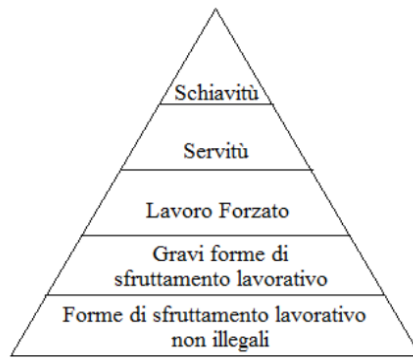 Schiavitù
Servitù
Lavoro Forzato
Gravi forme di
sfruttamento lavorativo
Forme di sfruttamento lavorativo
non illegali